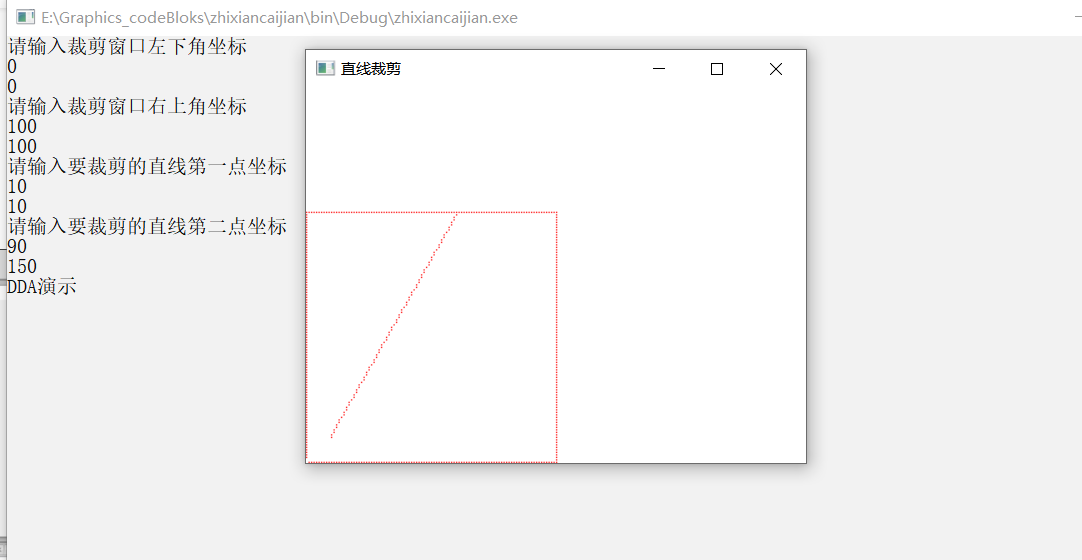 E:\Graphics_codeBloks\zhixiancaijian\bin\Debug\zhixiancaijian.exe
请输入裁剪窗口左下角坐标
0
0
请输入裁剪窗口右上角坐标
100
100
请输入要裁剪的直线第一点坐标
10
10
请输入要裁剪的直线第二点坐标
90
150
DDA演示
直线裁剪